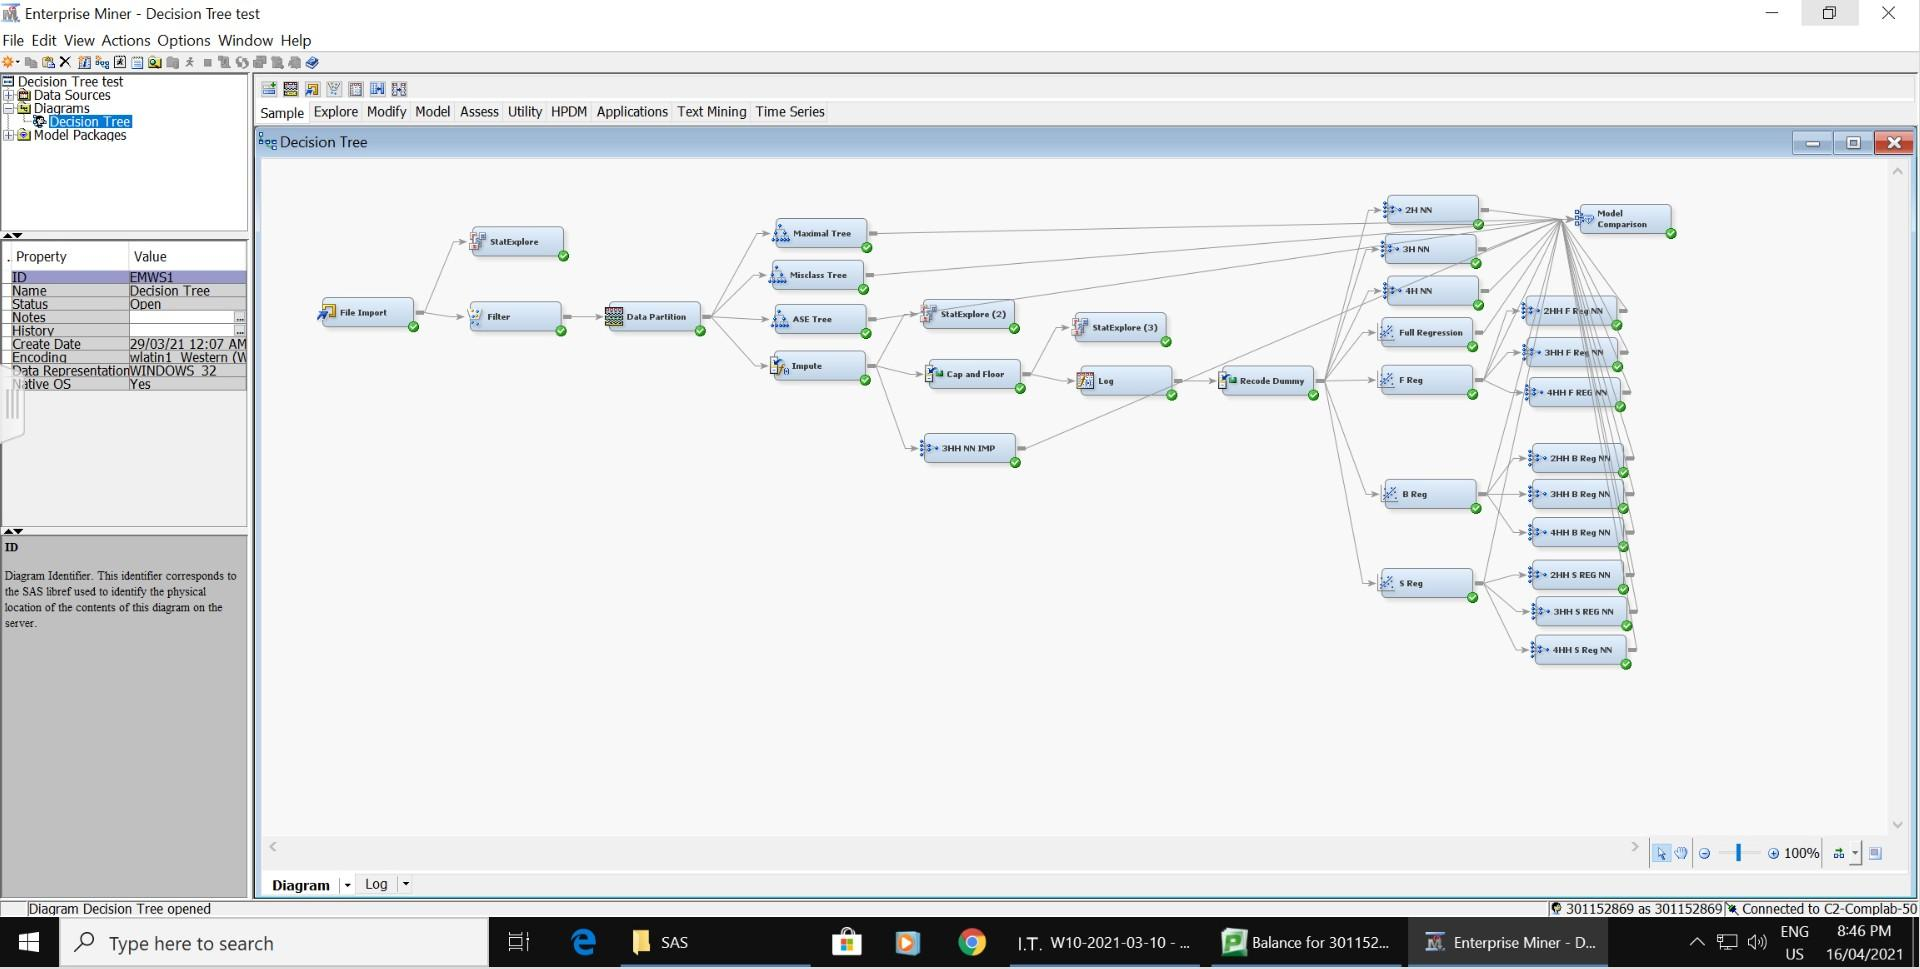 Enterprise Miner - Decision Tree test
File Edit View Actions Options Window Help
Decision Tree test
Data Sources
Diagrams
Decision Tree
Model Packages
. Property Value
ID EMWS1
Name Decision Tree
Status Open
Notes ...
History ...
Create Date 29/03/21 12:07 AM
Encoding wlatin1 Western (W
Data Representation WINDOWS_32
Native OS Yes
ID
Diagram Identifier. This identifier corresponds to
the SAS libref used to identify the physical
location of the contents of this diagram on the
server.
Sample Explore Modify Model Assess Utility HPDM Applications Text Mining Time Series
Decision Tree
File Import
StatExplore
Filter
Data Partition
Maximal Tree
Misclass Tree
ASE Tree
Impute
StatExplore (2)
Cap and Floor
3HH NN IMP
StatExplore (3)
Log
Recode Dummy
2H NN
3H NN
4H NN
Full Regression
F Reg
B Reg
S Reg
Model
Comparison
2HH F Reg NN
3HH F Reg NN
4HH F REG NN
2HH B Reg NN
3HH B Reg NN
4HH B Reg NN
2HH S REG NN
3HH S REG NN
4HH S Reg NN
100%
Diagram Log
Diagram Decision Tree opened
301152869 as 301152869 Connected to C2-Complab-50
Type here to search
SAS
I.T. W10-2021-03-10 - ...
Balance for 301152...
Enterprise Miner - D...
ENG
US
8:46 PM
16/04/2021